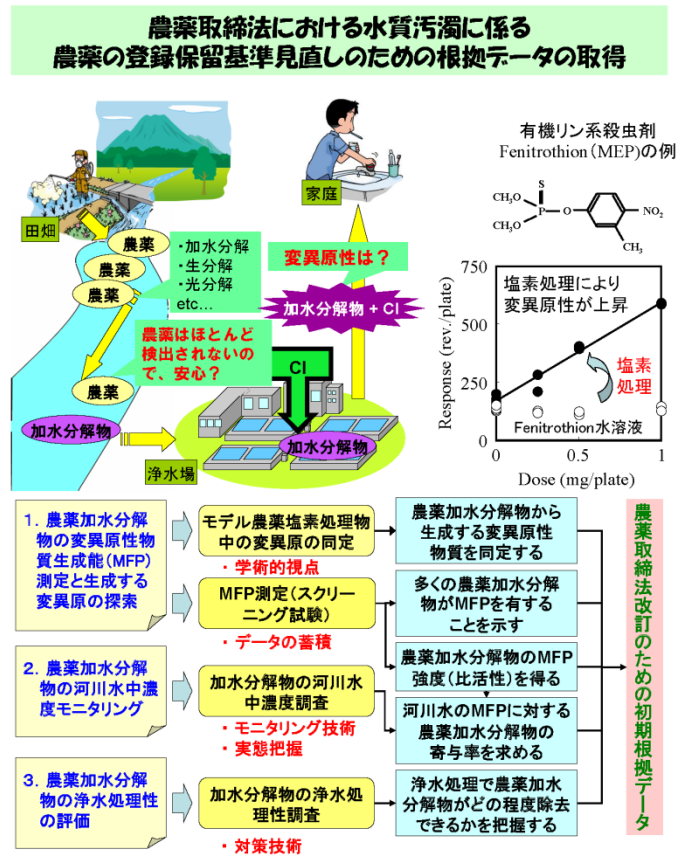 農薬取締法における水質汚濁に係る
農薬の登録保留基準見直しのための根拠データの取得
田畑
農薬
農薬
農薬
・加水分解
・生分解
・光分解
etc…
農薬はほとんど
検出されないの
で、安心？
農薬
加水分解物
家庭
変異原性は？
加水分解物 + Cl
Cl
加水分解物
浄水場
有機リン系殺虫剤
Fenitrothion (MEP)の例
S
CH₃O
CH₃O
P
O
NO₂
CH₃
750
500
250
0
Response (rev./plate)
塩素処理により
変異原性が上昇
塩素
処理
Fenitrothion水溶液
0
0.5
1
Dose (mg/plate)
1．農薬加水分解
物の変異原性物
質生成能(MFP)
測定と生成する
変異原の探索
モデル農薬塩素処理物
中の変異原の同定
・学術的視点
MFP測定(スクリー
ニング試験)
・データの蓄積
農薬加水分解物から
生成する変異原性
物質を同定する
多くの農薬加水分解
物がMFPを有する
ことを示す
農薬加水分解物のMFP
強度(比活性)を得る
2．農薬加水分解
物の河川水中濃
度モニタリング
加水分解物の河川水
中濃度調査
・モニタリング技術
・実態把握
河川水のMFPに対する
農薬加水分解物の
寄与率を求める
3．農薬加水分解
物の浄水処理性
の評価
加水分解物の浄水処
理性調査
・対策技術
浄水処理で農薬加水
分解物がどの程度除去
できるかを把握する
農薬取締法改訂のための初期根拠データ